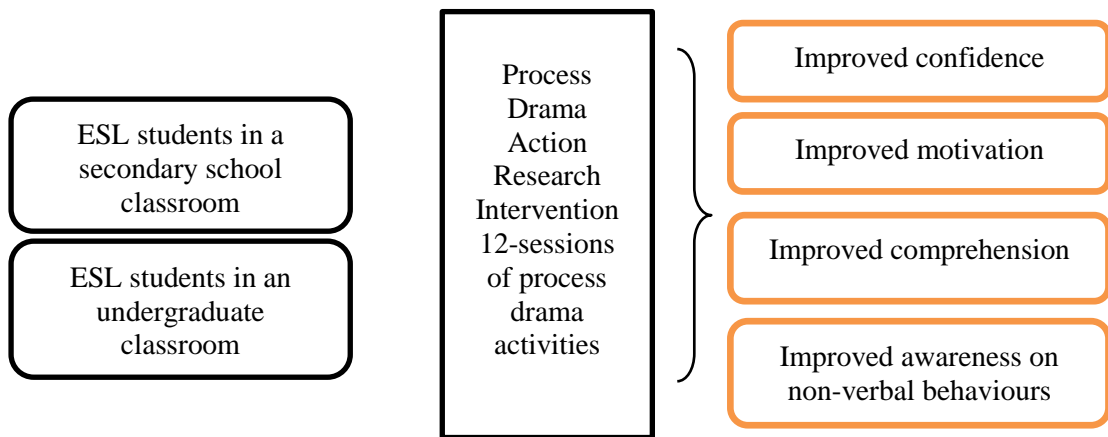 ESL students in a
secondary school
classroom
ESL students in an
undergraduate
classroom
Process
Drama
Action
Research
Intervention
12-sessions
of process
drama
activities
Improved confidence
Improved motivation
Improved comprehension
Improved awareness on
non-verbal behaviours